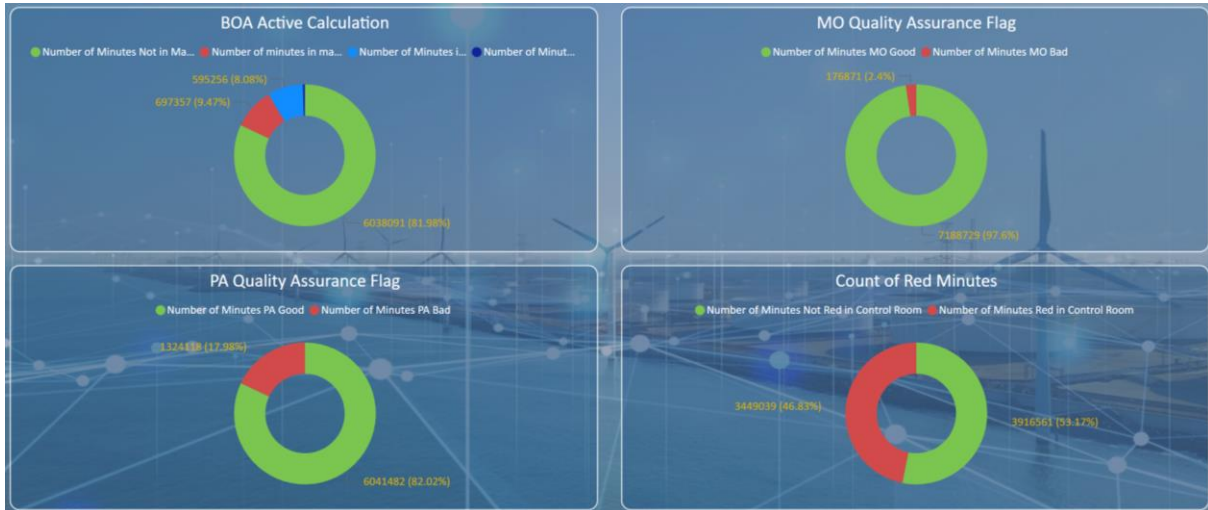 BOA Active Calculation
Number of Minutes Not in Ma... Number of minutes in ma... Number of Minutes i... Number of Minut...
595256 (8.08%)
697357 (9.47%)
6038091 (81.98%)
MO Quality Assurance Flag
Number of Minutes MO Good Number of Minutes MO Bad
176871 (2.4%)
7188729 (97.6%)
PA Quality Assurance Flag
Number of Minutes PA Good Number of Minutes PA Bad
1324118 (17.98%)
6041482 (82.02%)
Count of Red Minutes
Number of Minutes Not Red in Control Room Number of Minutes Red in Control Room
3449039 (46.83%)
3916561 (53.17%)